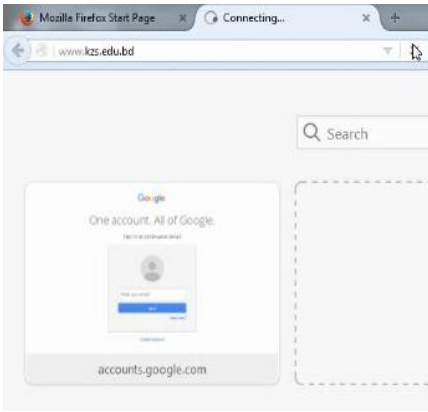 Mozilla Firefox Start Page
Connecting...
www.kzs.edu.bd
Search
Google
One account. All of Google.
accounts.google.com